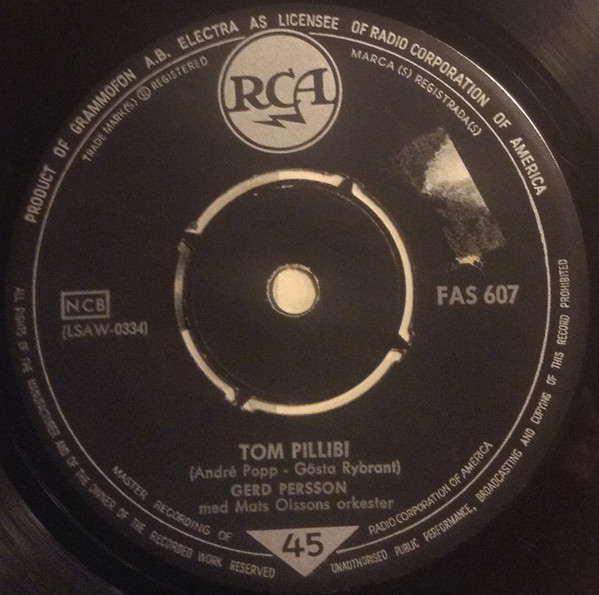 PRODUCT OF GRAMMOFON A.B. ELECTRA AS LICENSEE OF RADIO CORPORATION OF AMERICA
TRADE MARK(S) ® REGISTERED
MARCA (S) REGISTRADA(S)
RCA
NCB
(LSAW-0334)
FAS 607
TOM PILLIBI
(André Popp - Gösta Rybrant)
GERD PERSSON
med Mats Olssons orkester
MASTER RECORDING OF
RADIO CORPORATION OF AMERICA
45
ALL RIGHTS OF THE MANUFACTURER AND OF THE OWNER OF THE RECORDED WORK RESERVED
UNAUTHORISED PUBLIC PERFORMANCE, BROADCASTING AND COPYING OF THIS RECORD PROHIBITED